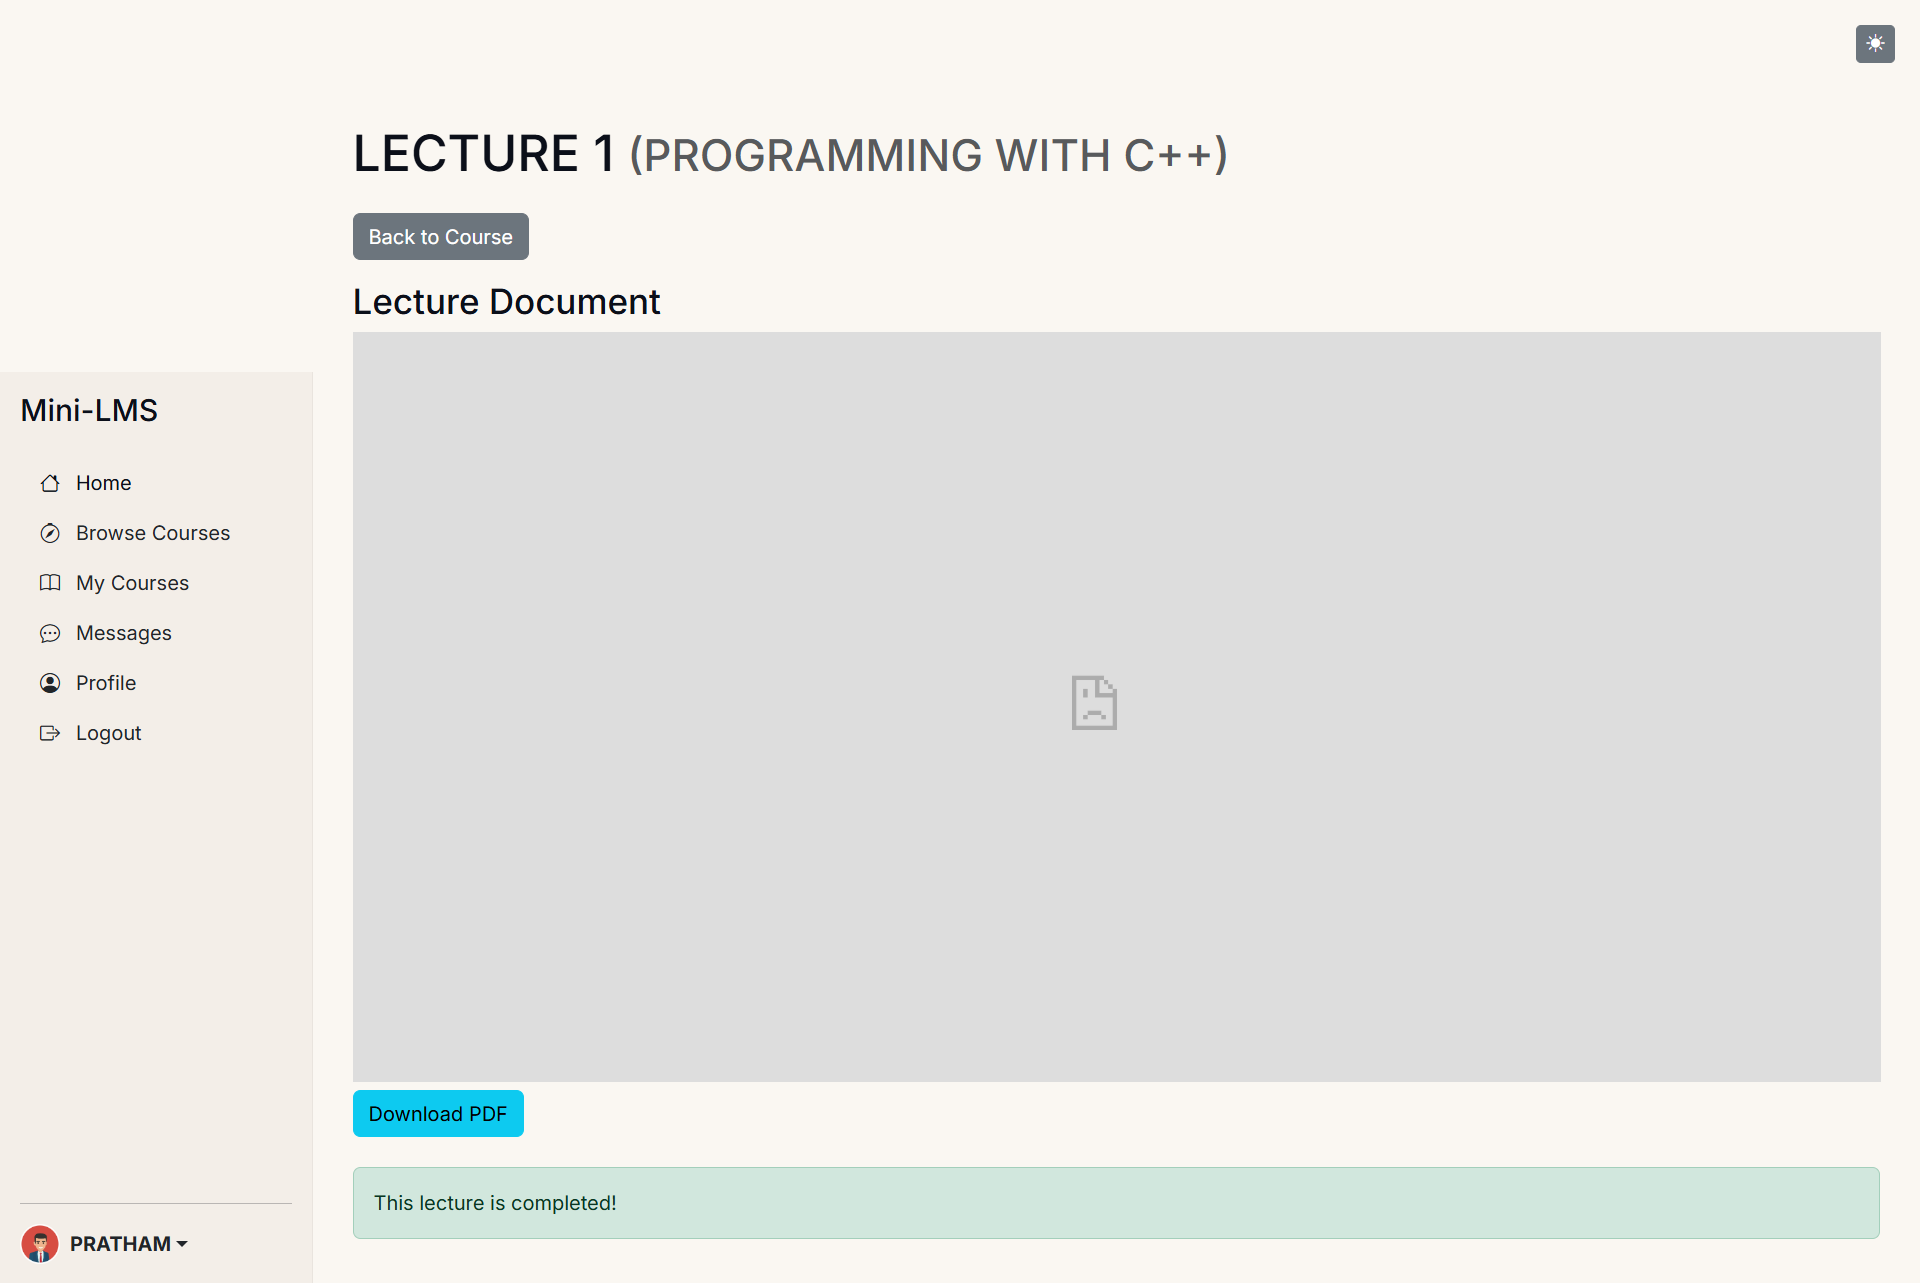 LECTURE 1 (PROGRAMMING WITH C++)
Back to Course
Lecture Document
Mini-LMS
Home
Browse Courses
My Courses
Messages
Profile
Logout
Download PDF
This lecture is completed!
PRATHAM